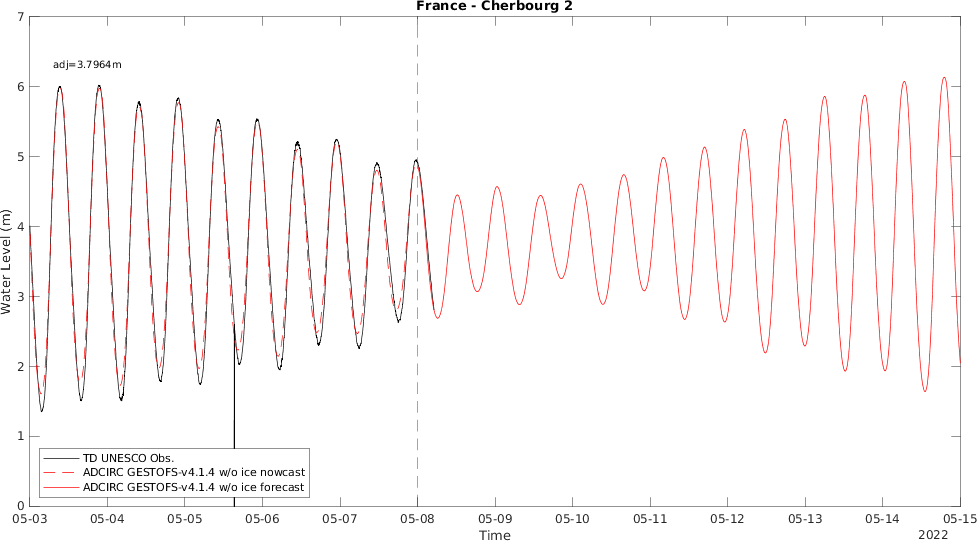 France - Cherbourg 2
adj=3.7964m
Water Level (m)
7
6
5
4
3
2
1
0
TD UNESCO Obs.
ADCIRC GESTOFS-v4.1.4 w/o ice nowcast
ADCIRC GESTOFS-v4.1.4 w/o ice forecast
05-03 05-04 05-05 05-06 05-07 05-08 05-09 05-10 05-11 05-12 05-13 05-14 05-15
Time
2022